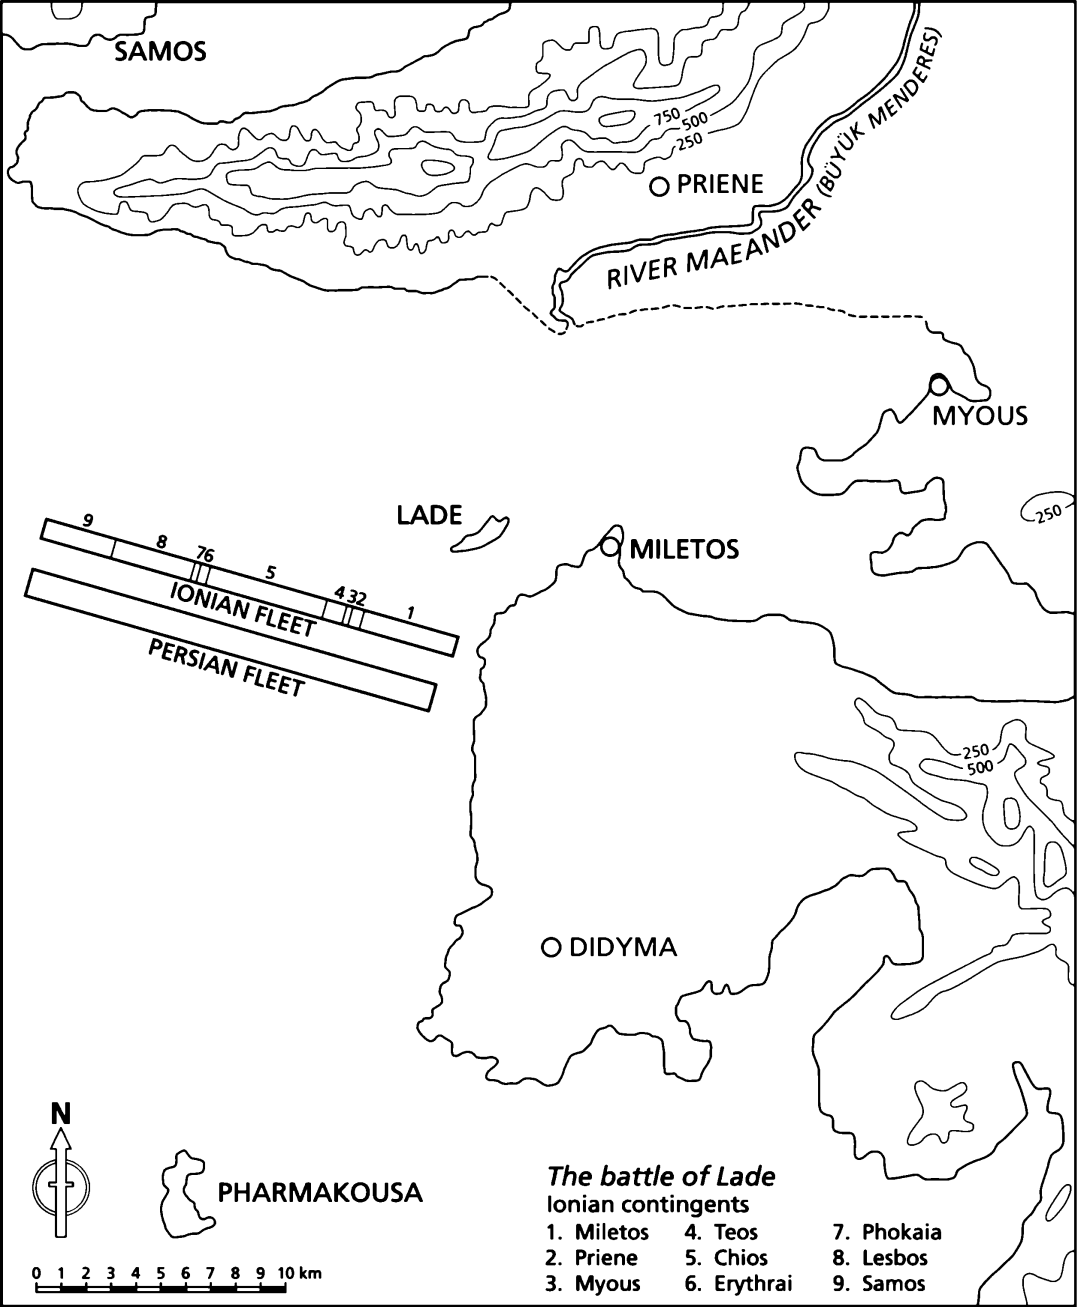 SAMOS
750
500
250
PRIENE
RIVER MAEANDER (BÜYÜK MENDERES)
MYOUS
250
LADE
MILETOS
9
8
7 6
5
4 3 2
1
IONIAN FLEET
PERSIAN FLEET
250
500
DIDYMA
N
PHARMAKOUSA
0 1 2 3 4 5 6 7 8 9 10 km
The battle of Lade
Ionian contingents
1. Miletos 4. Teos 7. Phokaia
2. Priene 5. Chios 8. Lesbos
3. Myous 6. Erythrai 9. Samos